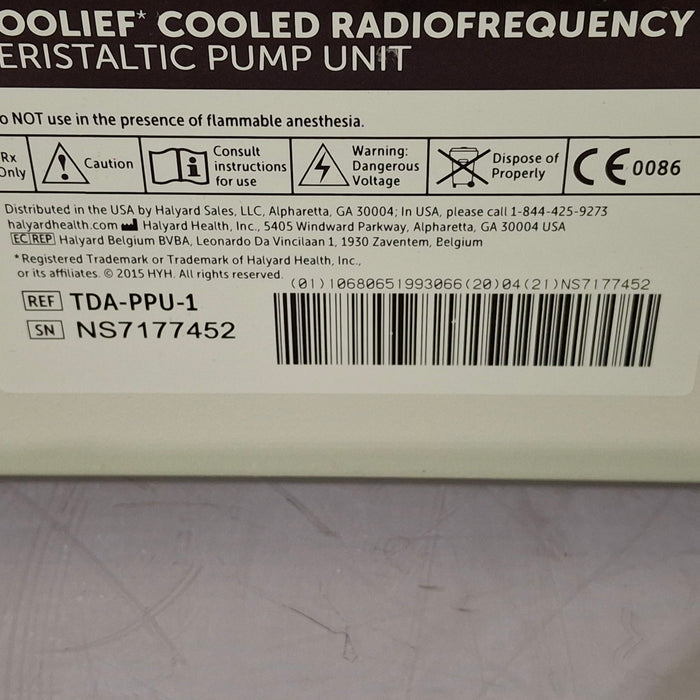 OOLIEF* COOLED RADIOFREQUENCY
ERISTALTIC PUMP UNIT
o NOT use in the presence of flammable anesthesia.
Rx Only
Caution
Consult instructions for use
Warning: Dangerous Voltage
Dispose of Properly
CE 0086
Distributed in the USA by Halyard Sales, LLC, Alpharetta, GA 30004; In USA, please call 1-844-425-9273
halyardhealth.com Halyard Health, Inc., 5405 Windward Parkway, Alpharetta, GA 30004 USA
EC REP Halyard Belgium BVBA, Leonardo Da Vincilaan 1, 1930 Zaventem, Belgium
*Registered Trademark or Trademark of Halyard Health, Inc.,
or its affiliates. © 2015 HYH. All rights reserved.
(01)10680651993066(20)04(21)NS7177452
REF TDA-PPU-1
SN NS7177452